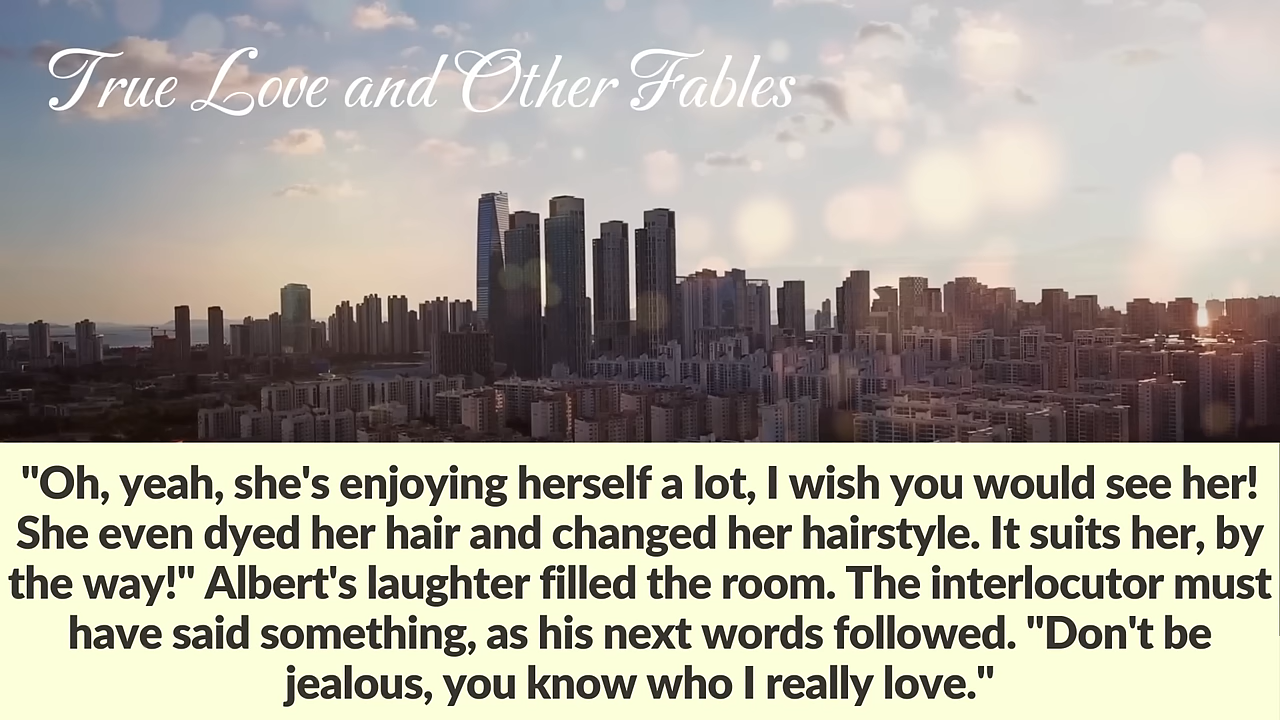 True Love and Other Fables
"Oh, yeah, she's enjoying herself a lot, I wish you would see her!
She even dyed her hair and changed her hairstyle. It suits her, by
the way!" Albert's laughter filled the room. The interlocutor must
have said something, as his next words followed. "Don't be
jealous, you know who I really love."